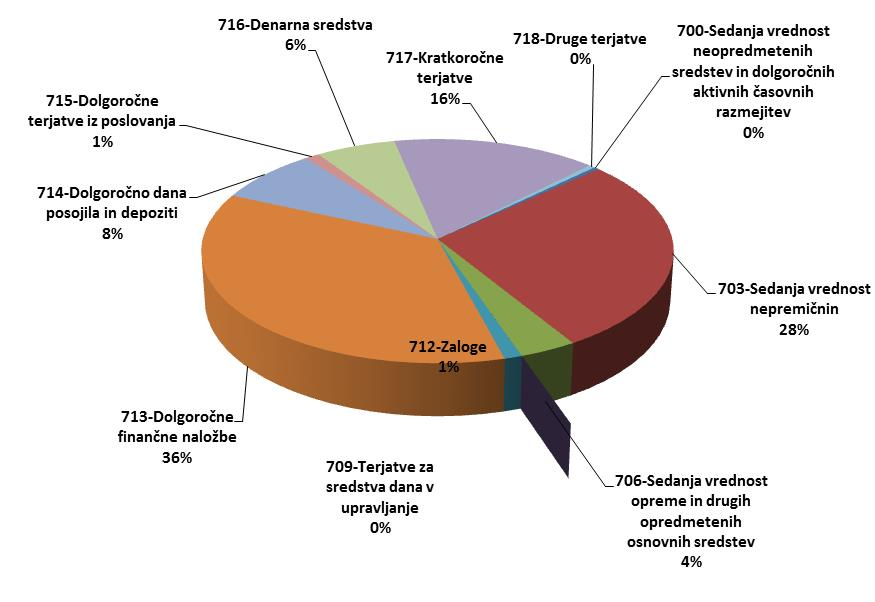 716-Denarna sredstva
6%
717-Kratkoročne
terjatve
16%
718-Druge terjatve
0%
700-Sedanja vrednost
neopredmetenih
sredstev in dolgoročnih
aktivnih časovnih
razmejitev
0%
715-Dolgoročne
terjatve iz poslovanja
1%
714-Dolgoročno dana
posojila in depoziti
8%
703-Sedanja vrednost
nepremičnin
28%
712-Zaloge
1%
713-Dolgoročne
finančne naložbe
36%
709-Terjatve za
sredstva dana v
upravljanje
0%
706-Sedanja vrednost
opreme in drugih
opredmetenih
osnovnih sredstev
4%